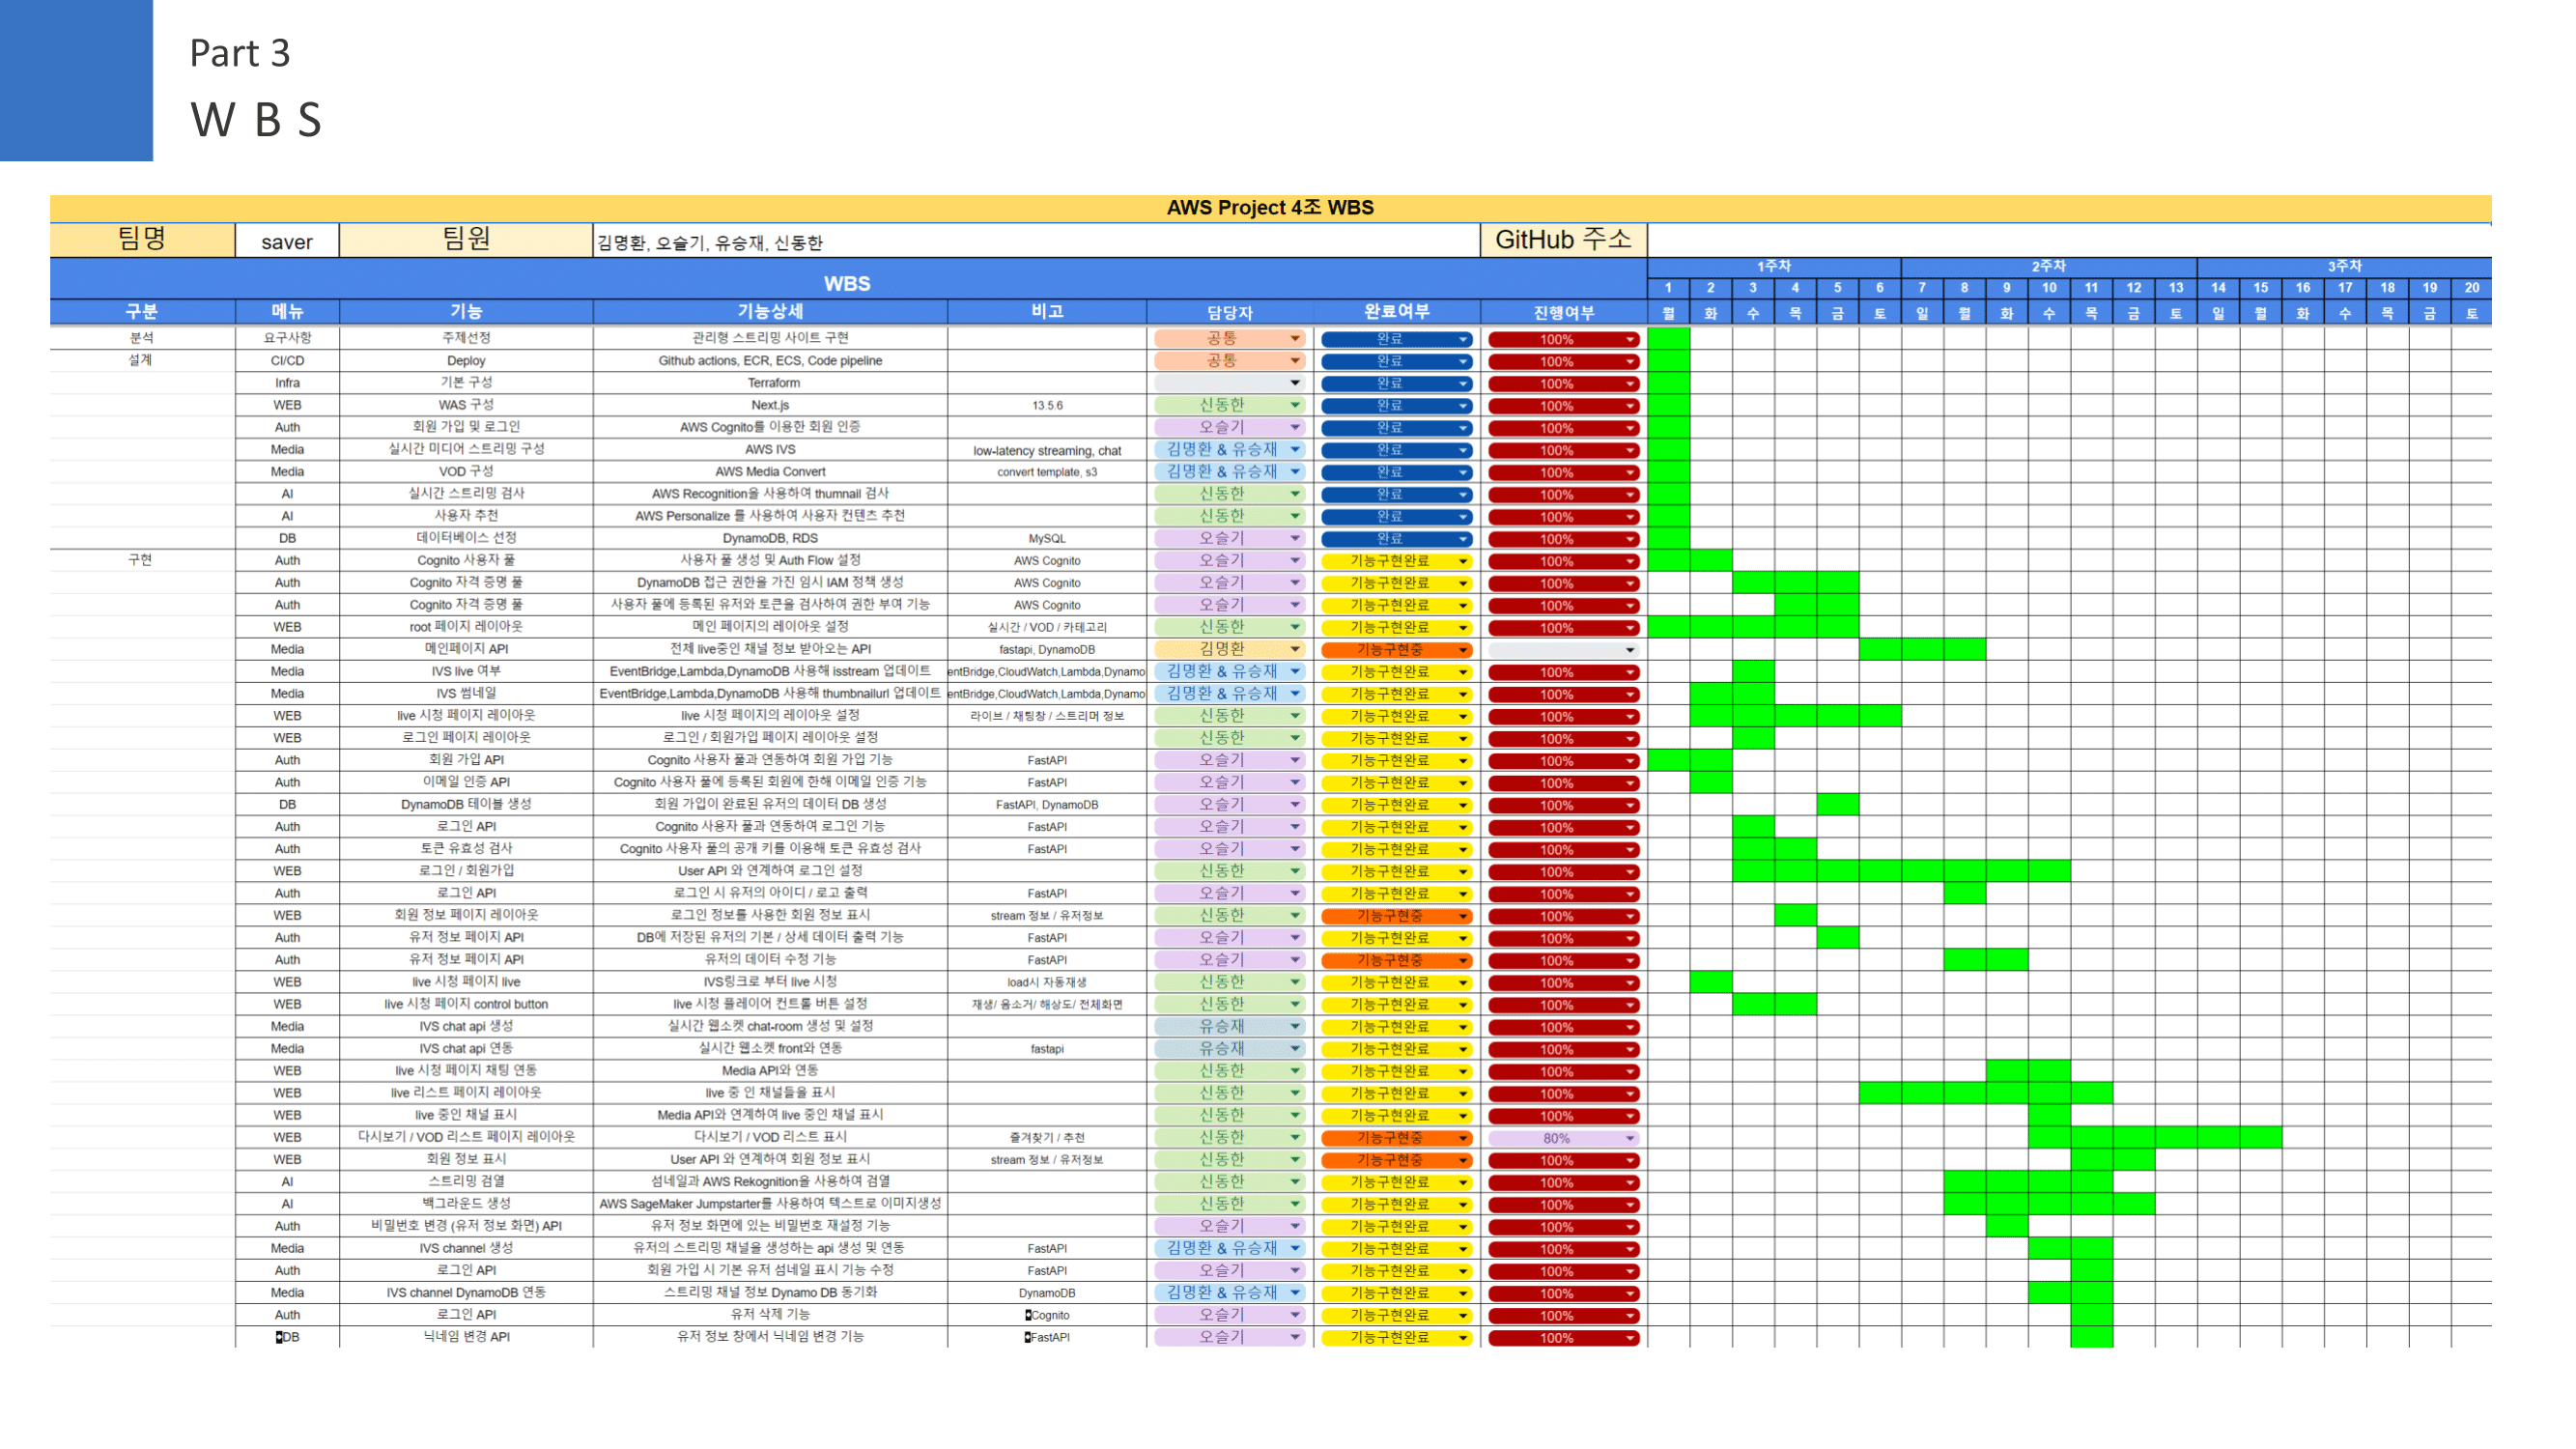 Part 3
W B S
AWS Project 4조 WBS
팀명 saver 팀원 김명환, 오슬기, 유승재, 신동한 GitHub 주소
WBS 1주차 2주차 3주차
1 2 3 4 5 6 7 8 9 10 11 12 13 14 15 16 17 18 19 20
구분 메뉴 기능 기능상세 비고 담당자 완료여부 진행여부 월 화 수 목 금 토 일 월 화 수 목 금 토 일 월 화 수 목 금 토
분석 요구사항 주제선정 관리형 스트리밍 사이트 구현 공통 완료 100%
설계 CI/CD Deploy Github actions, ECR, ECS, Code pipeline 공통 완료 100%
Infra 기본 구성 Terraform 완료 100%
WEB WAS 구성 Next.js 13.5.6 신동한 완료 100%
Auth 회원 가입 및 로그인 AWS Cognito를 이용한 회원 인증 오슬기 완료 100%
Media 실시간 미디어 스트리밍 구성 AWS IVS low-latency streaming, chat 김명환 & 유승재 완료 100%
Media VOD 구성 AWS Media Convert convert template, s3 김명환 & 유승재 완료 100%
AI 실시간 스트리밍 검사 AWS Recognition을 사용하여 thumnail 검사 신동한 완료 100%
AI 사용자 추천 AWS Personalize 를 사용하여 사용자 컨텐츠 추천 신동한 완료 100%
DB 데이터베이스 선정 DynamoDB, RDS MySQL 오슬기 완료 100%
구현 Auth Cognito 사용자 풀 사용자 풀 생성 및 Auth Flow 설정 AWS Cognito 오슬기 기능구현완료 100%
Auth Cognito 자격 증명 풀 DynamoDB 접근 권한을 가진 임시 IAM 정책 생성 AWS Cognito 오슬기 기능구현완료 100%
Auth Cognito 자격 증명 풀 사용자 풀에 등록된 유저와 토큰을 검사하여 권한 부여 기능 AWS Cognito 오슬기 기능구현완료 100%
WEB root 페이지 레이아웃 메인 페이지의 레이아웃 설정 실시간 / VOD / 카테고리 신동한 기능구현완료 100%
Media 메인페이지 API 전체 live중인 채널 정보 받아오는 API fastapi, DynamoDB 김명환 기능구현중
Media IVS live 여부 EventBridge,Lambda,DynamoDB 사용해 isstream 업데이트 entBridge,CloudWatch,Lambda,Dynamo 김명환 & 유승재 기능구현완료 100%
Media IVS 썸네일 EventBridge,Lambda,DynamoDB 사용해 thumbnailurl 업데이트 entBridge,CloudWatch,Lambda,Dynamo 김명환 & 유승재 기능구현완료 100%
WEB live 시청 페이지 레이아웃 live 시청 페이지의 레이아웃 설정 라이브 / 채팅창 / 스트리머 정보 신동한 기능구현완료 100%
WEB 로그인 페이지 레이아웃 로그인 / 회원가입 페이지 레이아웃 설정 신동한 기능구현완료 100%
Auth 회원 가입 API Cognito 사용자 풀과 연동하여 회원 가입 기능 FastAPI 오슬기 기능구현완료 100%
Auth 이메일 인증 API Cognito 사용자 풀에 등록된 회원에 한해 이메일 인증 기능 FastAPI 오슬기 기능구현완료 100%
DB DynamoDB 테이블 생성 회원 가입이 완료된 유저의 데이터 DB 생성 FastAPI, DynamoDB 오슬기 기능구현완료 100%
Auth 로그인 API Cognito 사용자 풀과 연동하여 로그인 기능 FastAPI 오슬기 기능구현완료 100%
Auth 토큰 유효성 검사 Cognito 사용자 풀의 공개 키를 이용해 토큰 유효성 검사 FastAPI 오슬기 기능구현완료 100%
WEB 로그인 / 회원가입 User API 와 연계하여 로그인 설정 신동한 기능구현완료 100%
Auth 로그인 API 로그인 시 유저의 아이디 / 로고 출력 FastAPI 오슬기 기능구현완료 100%
WEB 회원 정보 페이지 레이아웃 로그인 정보를 사용한 회원 정보 표시 stream 정보 / 유저정보 신동한 기능구현중 100%
Auth 유저 정보 페이지 API DB에 저장된 유저의 기본 / 상세 데이터 출력 기능 FastAPI 오슬기 기능구현완료 100%
Auth 유저 정보 페이지 API 유저의 데이터 수정 기능 FastAPI 오슬기 기능구현중 100%
WEB live 시청 페이지 live IVS링크로 부터 live 시청 load시 자동재생 신동한 기능구현완료 100%
WEB live 시청 페이지 control button live 시청 플레이어 컨트롤 버튼 설정 재생/ 음소거/ 해상도/ 전체화면 신동한 기능구현완료 100%
Media IVS chat api 생성 실시간 웹소켓 chat-room 생성 및 설정 유승재 기능구현완료 100%
Media IVS chat api 연동 실시간 웹소켓 front와 연동 fastapi 유승재 기능구현완료 100%
WEB live 시청 페이지 채팅 연동 Media API와 연동 신동한 기능구현완료 100%
WEB live 리스트 페이지 레이아웃 live 중 인 채널들을 표시 신동한 기능구현완료 100%
WEB live 중인 채널 표시 Media API와 연계하여 live 중인 채널 표시 신동한 기능구현완료 100%
WEB 다시보기 / VOD 리스트 페이지 레이아웃 다시보기 / VOD 리스트 표시 즐겨찾기 / 추천 신동한 기능구현중 80%
WEB 회원 정보 표시 User API 와 연계하여 회원 정보 표시 stream 정보 / 유저정보 신동한 기능구현중 100%
AI 스트리밍 검열 섬네일과 AWS Rekognition을 사용하여 검열 신동한 기능구현완료 100%
AI 백그라운드 생성 AWS SageMaker Jumpstarter를 사용하여 텍스트로 이미지생성 신동한 기능구현완료 100%
Auth 비밀번호 변경 (유저 정보 화면) API 유저 정보 화면에 있는 비밀번호 재설정 기능 오슬기 기능구현완료 100%
Media IVS channel 생성 유저의 스트리밍 채널을 생성하는 api 생성 및 연동 FastAPI 김명환 & 유승재 기능구현완료 100%
Auth 로그인 API 회원 가입 시 기본 유저 섬네일 표시 기능 수정 FastAPI 오슬기 기능구현완료 100%
Media IVS channel DynamoDB 연동 스트리밍 채널 정보 Dynamo DB 동기화 DynamoDB 김명환 & 유승재 기능구현완료 100%
Auth 로그인 API 유저 삭제 기능 Cognito 오슬기 기능구현완료 100%
DB 닉네임 변경 API 유저 정보 창에서 닉네임 변경 기능 FastAPI 오슬기 기능구현완료 100%